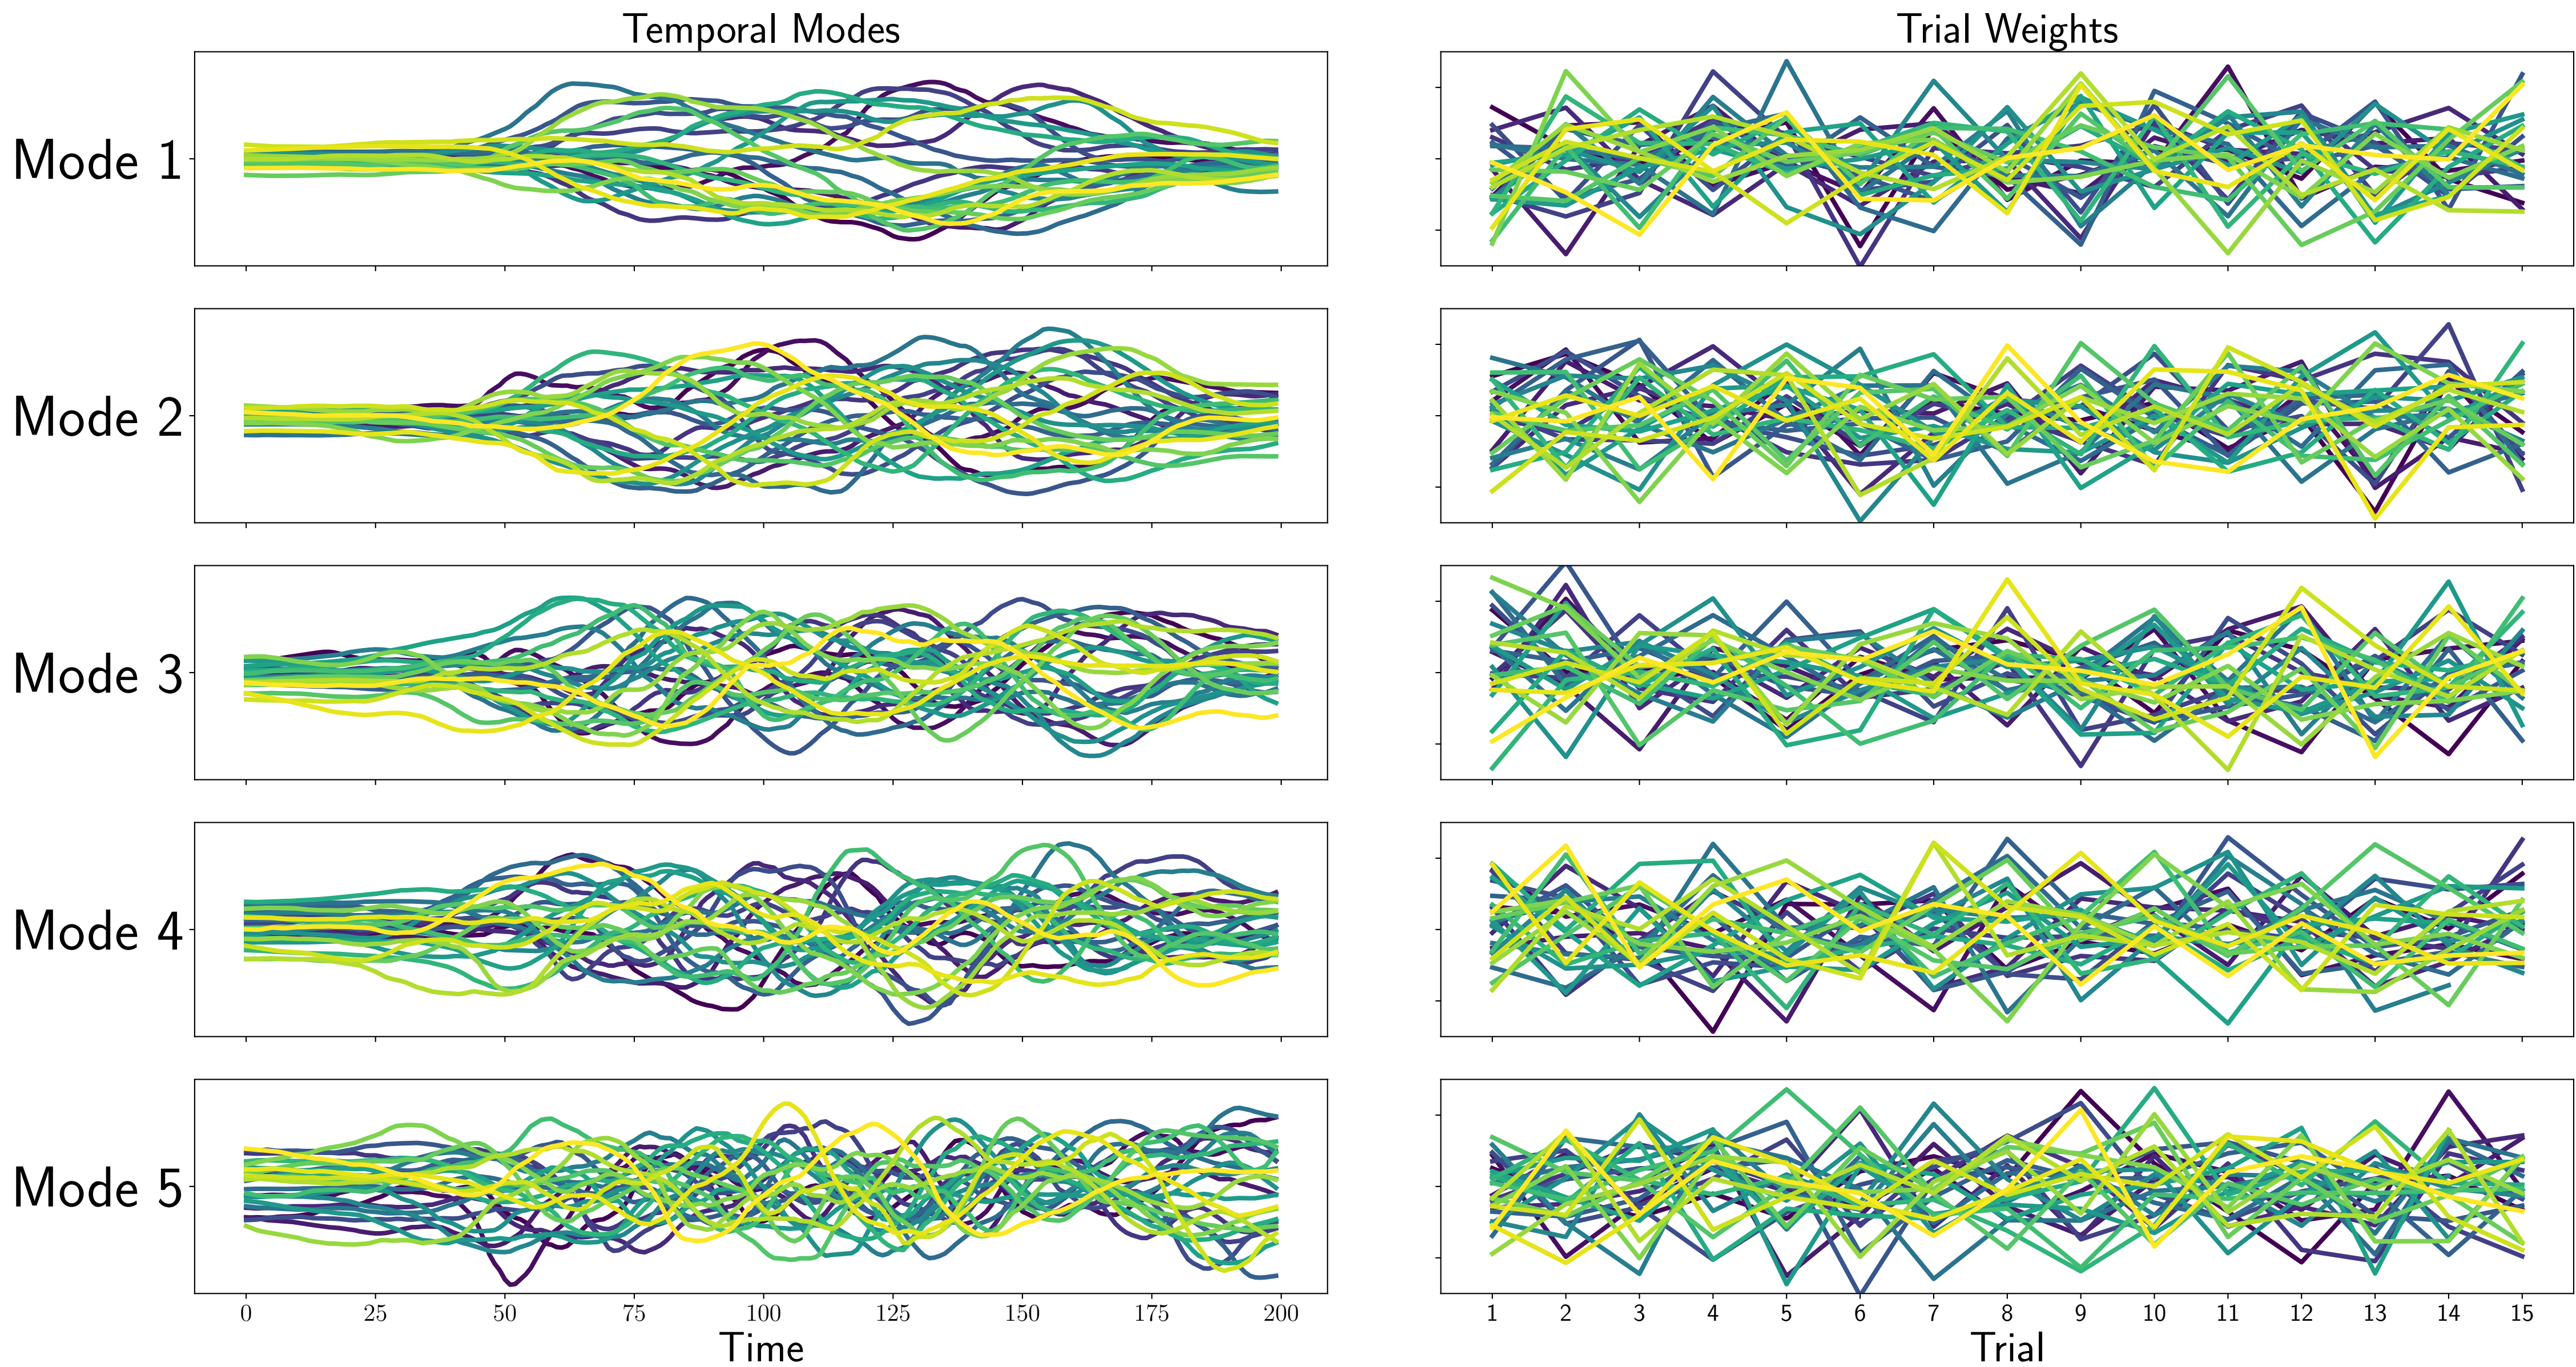 Temporal Modes Trial Weights
Mode 1
Mode 2
Mode 3
Mode 4
Mode 5
0 25 50 75 100 125 150 175 200 1 2 3 4 5 6 7 8 9 10 11 12 13 14 15
Time Trial